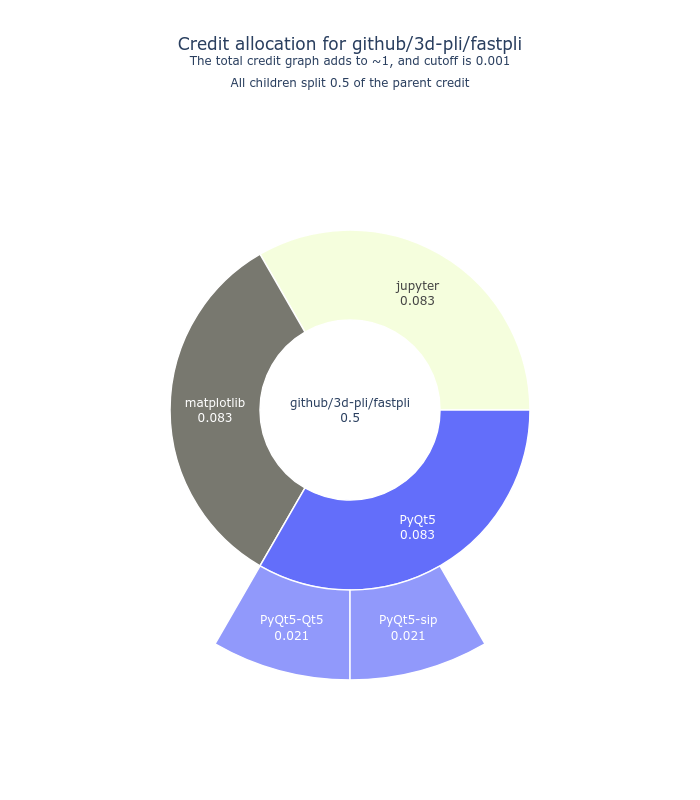 Credit allocation for github/3d-pli/fastpli
The total credit graph adds to ~1, and cutoff is 0.001
All children split 0.5 of the parent credit
jupyter
0.083
matplotlib
0.083
github/3d-pli/fastpli
0.5
PyQt5
0.083
PyQt5-Qt5
0.021
PyQt5-sip
0.021